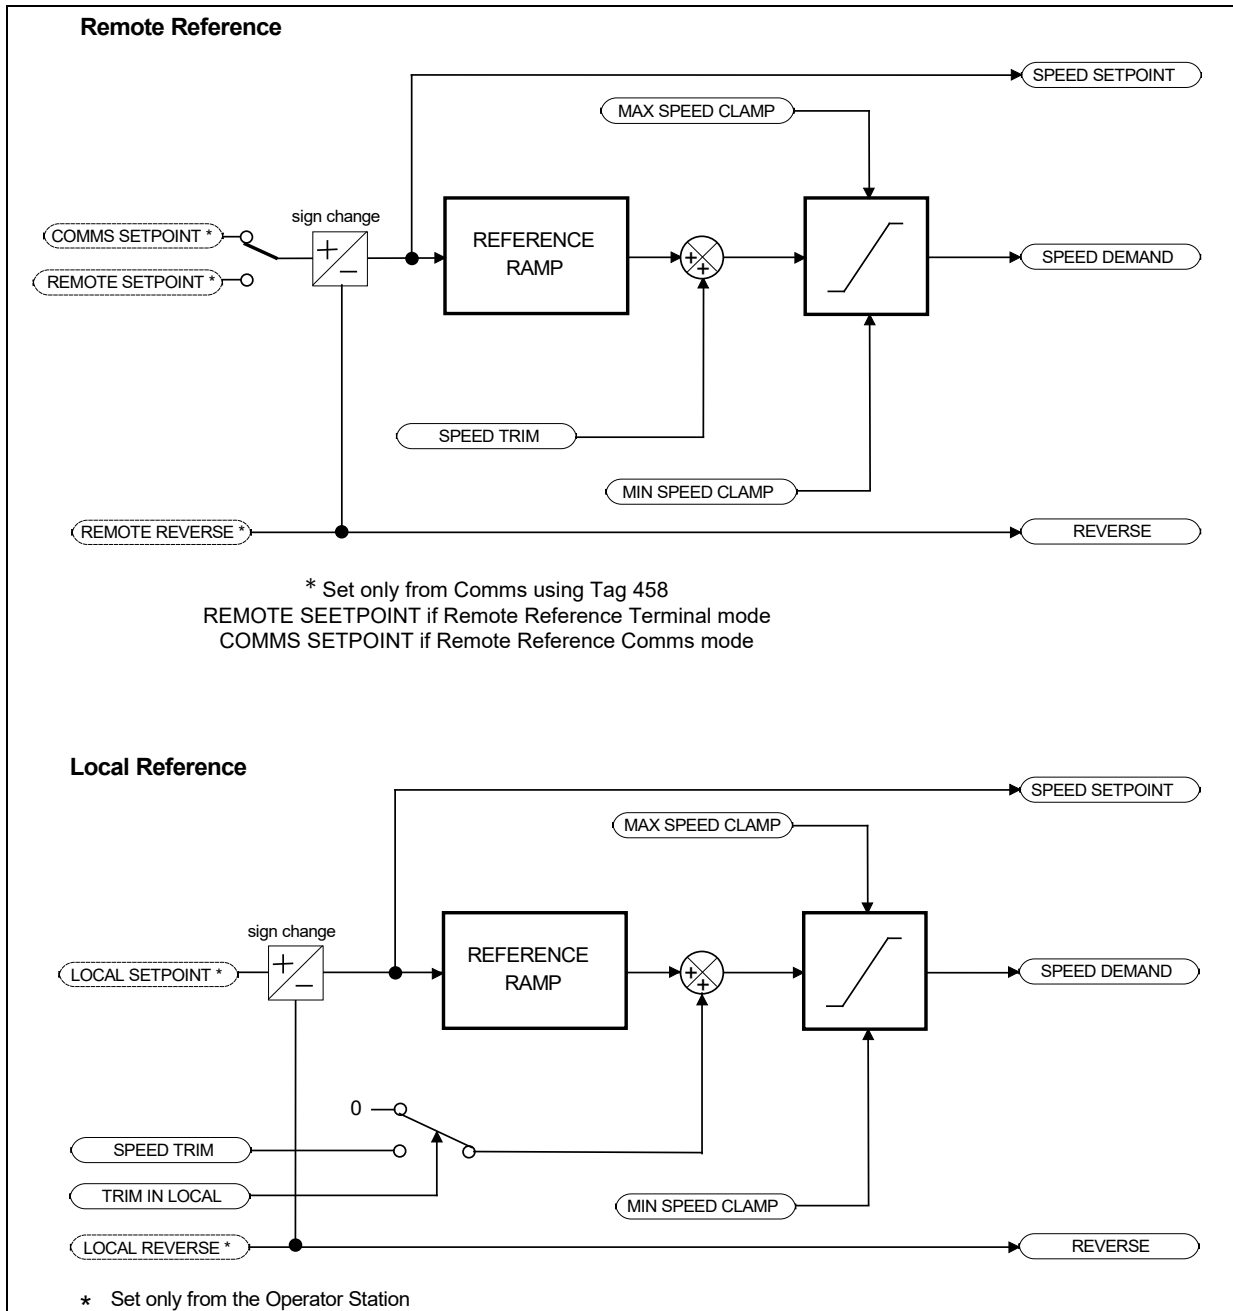 Remote Reference
SPEED SETPOINT
MAX SPEED CLAMP
sign change
COMMS SETPOINT *
+
−
REFERENCE
RAMP
+
+
SPEED DEMAND
REMOTE SETPOINT *
SPEED TRIM
MIN SPEED CLAMP
REMOTE REVERSE *
REVERSE
* Set only from Comms using Tag 458
REMOTE SEETPOINT if Remote Reference Terminal mode
COMMS SETPOINT if Remote Reference Comms mode
Local Reference
SPEED SETPOINT
MAX SPEED CLAMP
sign change
LOCAL SETPOINT *
+
−
REFERENCE
RAMP
+
+
SPEED DEMAND
0
SPEED TRIM
TRIM IN LOCAL
MIN SPEED CLAMP
LOCAL REVERSE *
REVERSE
* Set only from the Operator Station